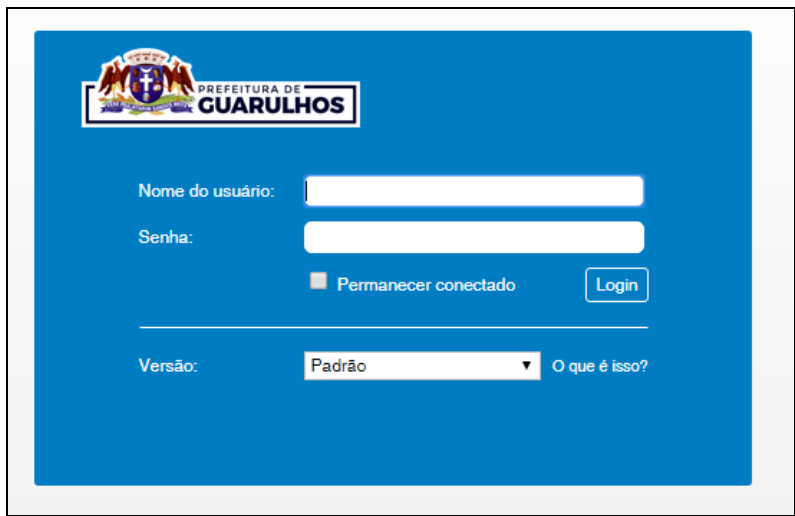 PREFEITURA DE
GUARULHOS
Nome do usuário:
Senha:
Permanecer conectado
Login
Versão:
Padrão
O que é isso?